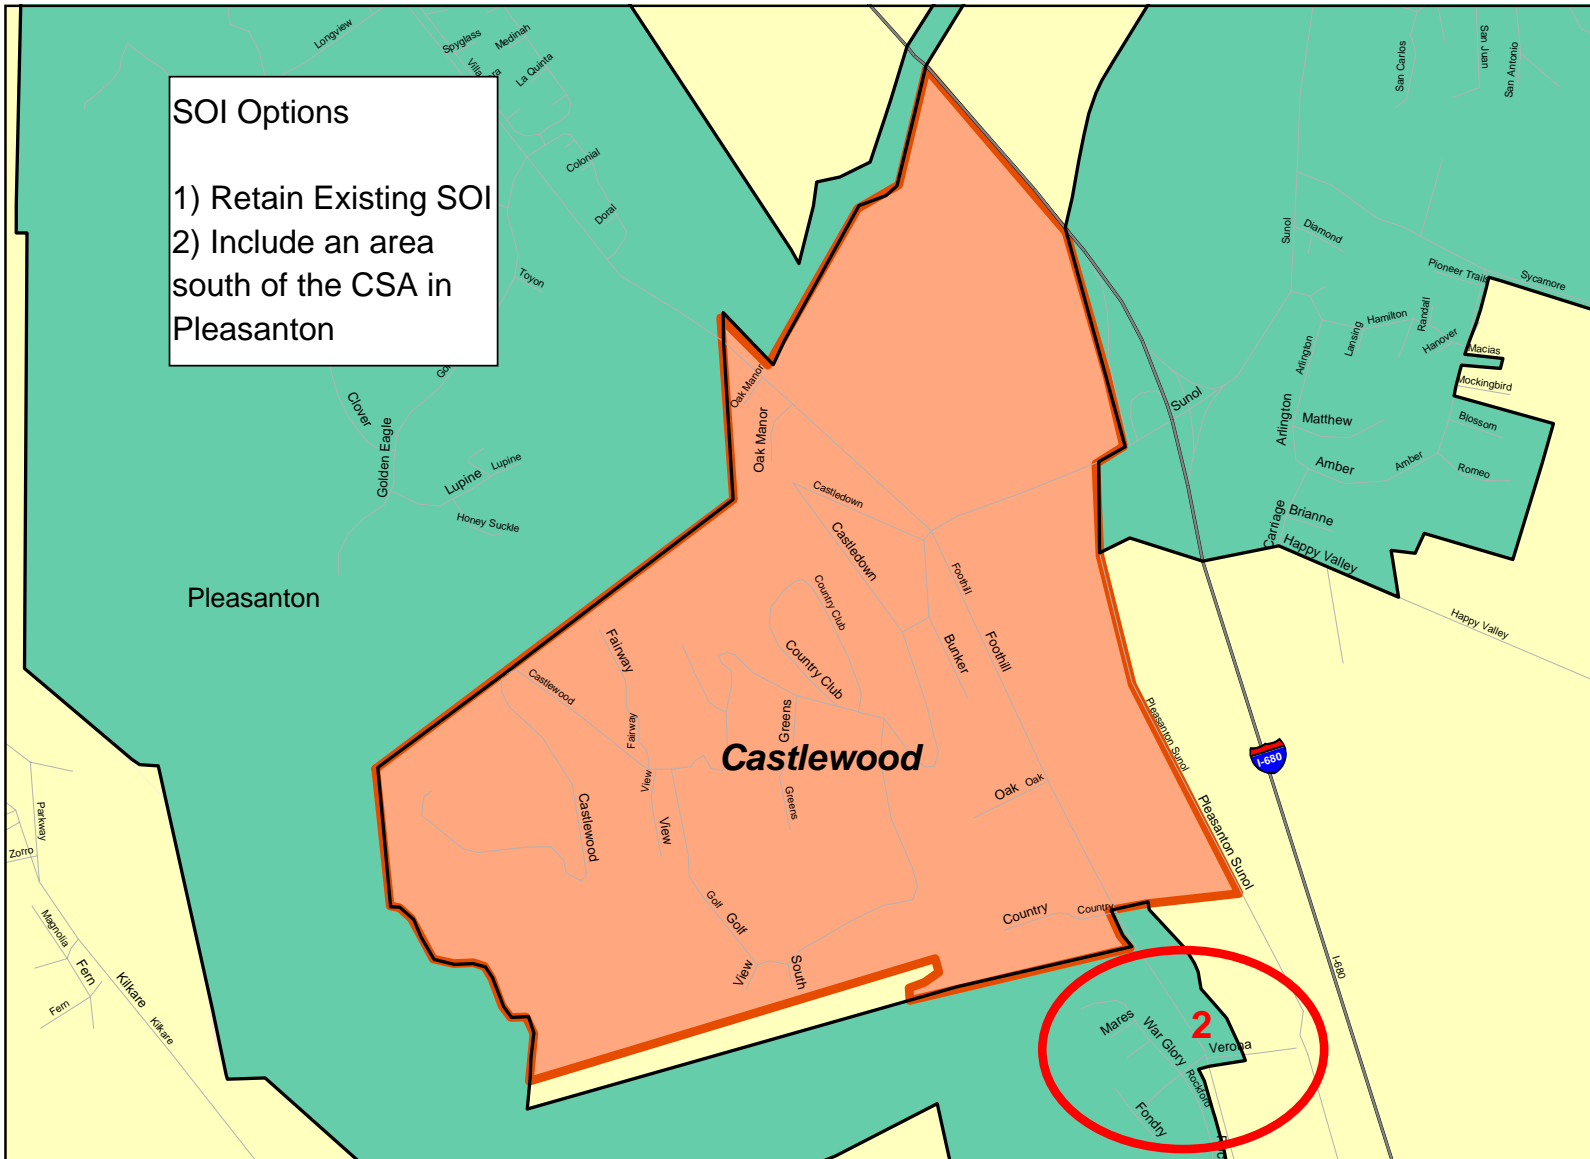 Longview
Spyglass
Medinah
La Quinta
San Carlos
San Juan
San Antonio
SOI Options
1) Retain Existing SOI
2) Include an area
south of the CSA in
Pleasanton
Colonial
Doral
Toyon
Sunol
Diamond
Pioneer Trails
Sycamore
Randall
Hamilton
Lansing
Hanover
Arlington
Macias
Mockingbird
Blossom
Romeo
Sunol
Arlington
Matthew
Amber
Amber
Carriage
Brianne
Happy Valley
Happy Valley
Oak Manor
Oak Manor
Clover
Golden Eagle
Lupine
Lupine
Honey Suckle
Pleasanton
Castledown
Castledown
Foothill
Foothill
Bunker
Country Club
Country Club
Fairway
Fairway
Castlewood
Castlewood
View
View
Greens
Greens
Castlewood
Oak
Oak
Pleasanton Sunol
Pleasanton Sunol
I-680
I-680
Golf
Golf
View
South
Country
Country
Parkway
Zorro
Magnolia
Fern
Fern
Kilkare
Kilkare
2
Mares
War Glory
Verona
Rockford
Fondry